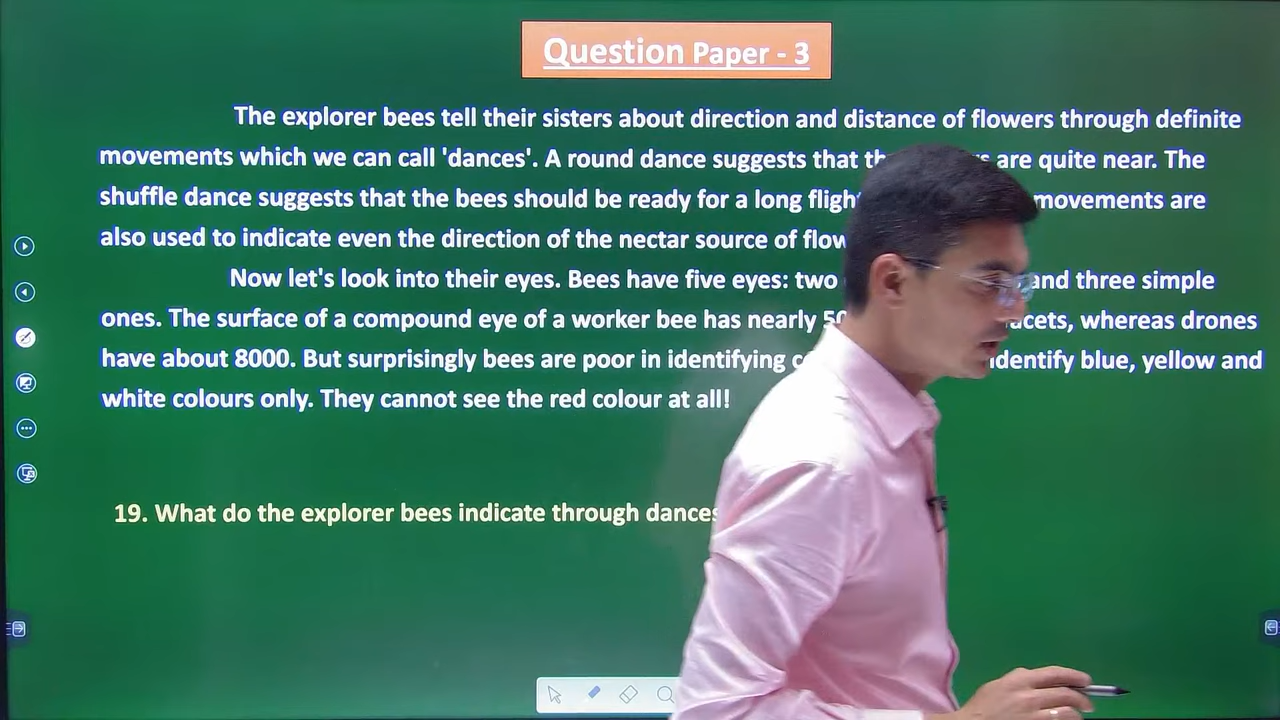 Question Paper - 3
The explorer bees tell their sisters about direction and distance of flowers through definite
movements which we can call 'dances'. A round dance suggests that are quite near. The
shuffle dance suggests that the bees should be ready for a long movements are
also used to indicate even the direction of the nectar source of
Now let's look into their eyes. Bees have five eyes: two and three simple
ones. The surface of a compound eye of a worker bee has nearly whereas drones
have about 8000. But surprisingly bees are poor in identifying identify blue, yellow and
white colours only. They cannot see the red colour at all!
19. What do the explorer bees indicate through dances